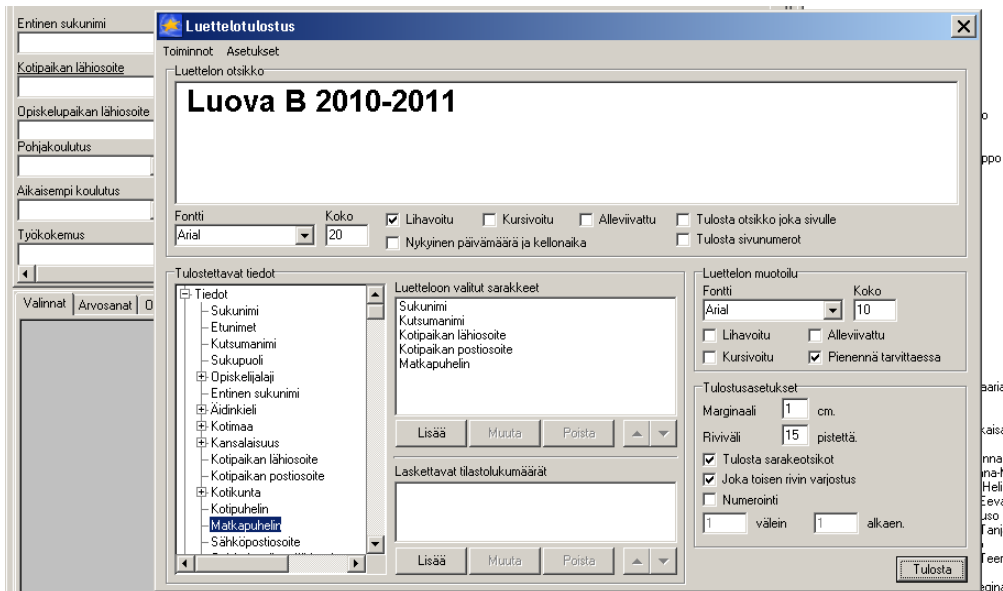 Entinen sukunimi
Kotipaikan lähiosoite
Opiskelupaikan lähiosoite
Pohjakoulutus
Aikaisempi koulutus
Työkokemus
Valinnat
Arvosanat
Luettelotulostus
Toiminnot Asetukset
Luettelon otsikko
Luova B 2010-2011
Fontti
Koko
Arial
20
Lihavoitu
Kursivoitu
Alleviivattu
Tulosta otsikko joka sivulle
Nykyinen päivämäärä ja kellonaika
Tulosta sivunumerot
Tulostettavat tiedot
Tiedot
Sukunimi
Etunimet
Kutsumanimi
Sukupuoli
Opiskelijalaji
Entinen sukunimi
Äidinkieli
Kotimaa
Kansalaisuus
Kotipaikan lähiosoite
Kotipaikan postiosoite
Kotikunta
Kotipuhelin
Matkapuhelin
Sähköpostiosoite
Luetteloon valitut sarakkeet
Sukunimi
Kutsumanimi
Kotipaikan lähiosoite
Kotipaikan postiosoite
Matkapuhelin
Lisää
Muuta
Poista
Laskettavat tilastolukumäärät
Lisää
Muuta
Poista
Luettelon muotoilu
Fontti
Koko
Arial
10
Lihavoitu
Alleviivattu
Kursivoitu
Pienennä tarvittaessa
Tulostusasetukset
Marginaali 1 cm.
Riviväli 15 pistettä.
Tulosta sarakeotsikot
Joka toisen rivin varjostus
Numerointi
1 välein 1 alkaen.
Tulosta